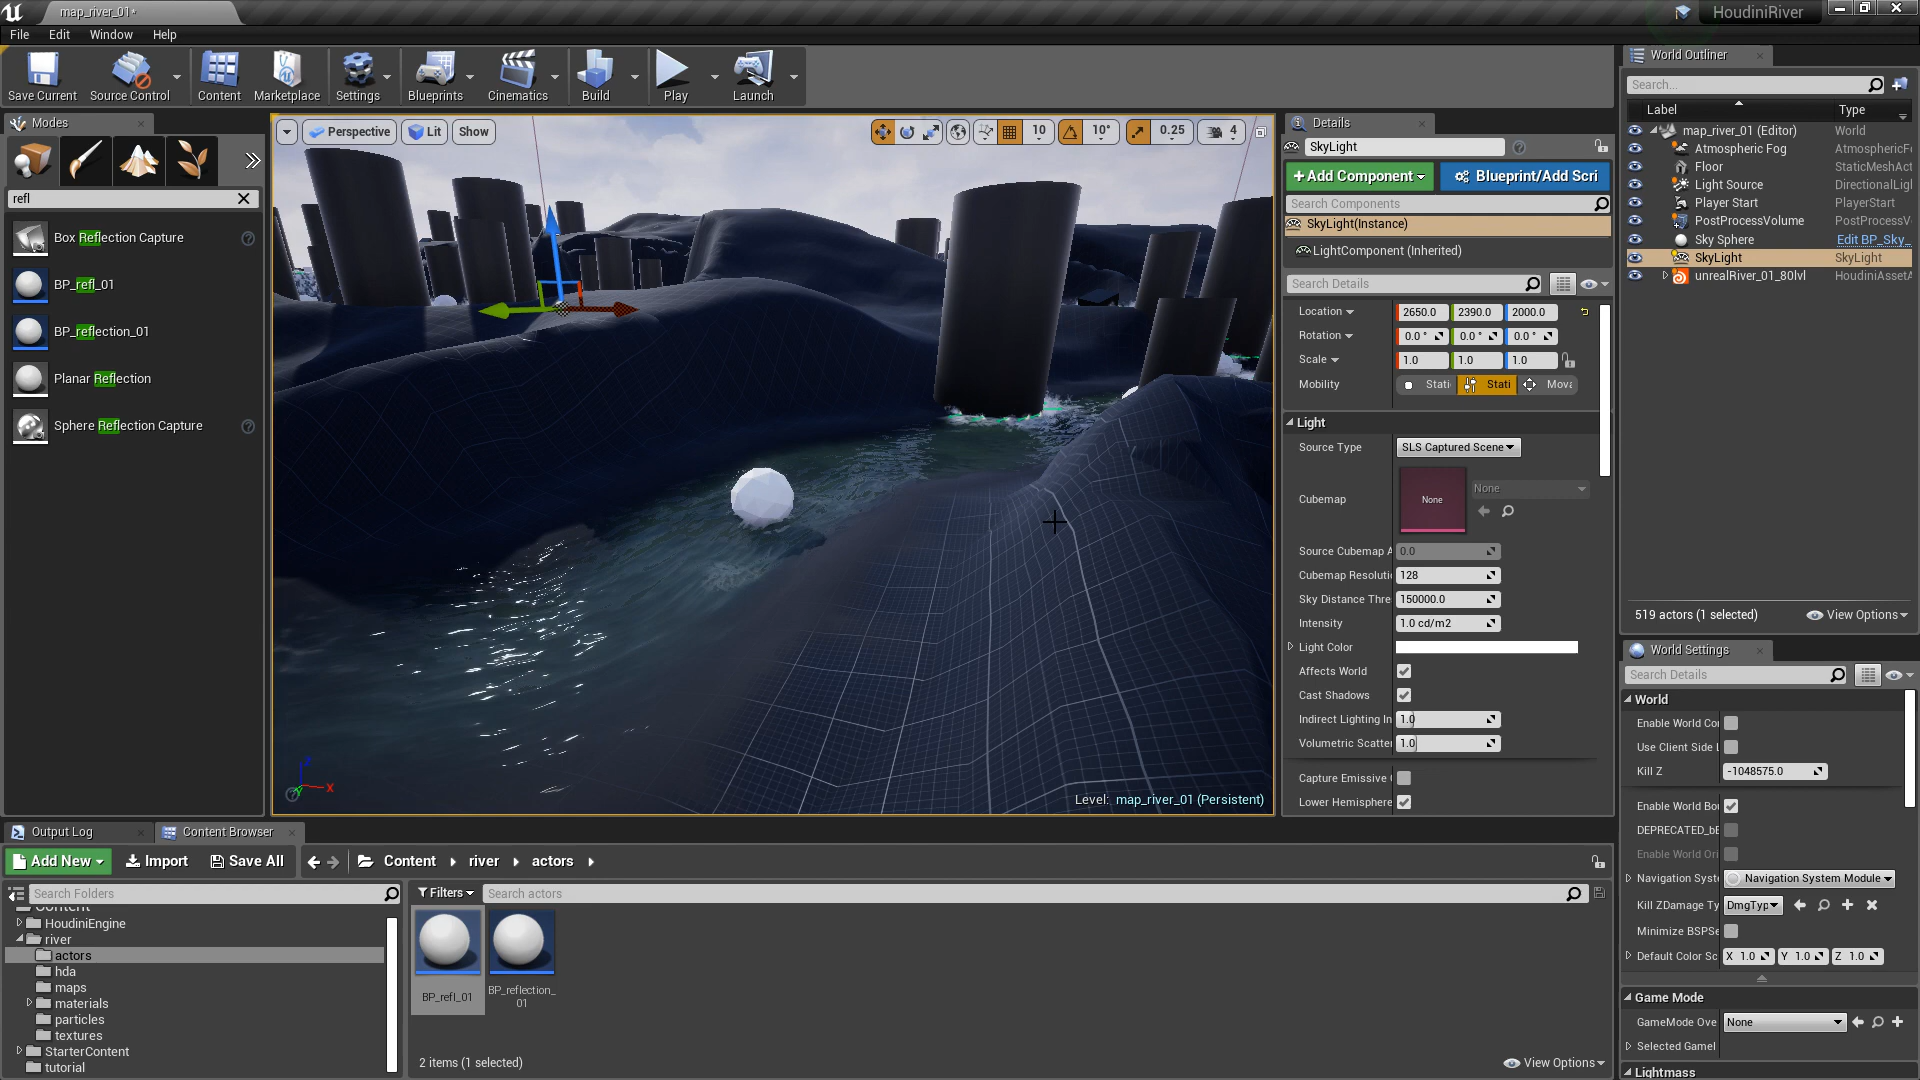 map_river_01*
HoudiniRiver
File Edit Window Help
Save Current Source Control Content Marketplace Settings Blueprints Cinematics Build Play Launch
Modes
refl
Box Reflection Capture
BP_refl_01
BP_reflection_01
Planar Reflection
Sphere Reflection Capture
Perspective Lit Show 10 10° 0.25 4
Level: map_river_01 (Persistent)
X
Details
SkyLight
+Add Component Blueprint/Add Scri
Search Components
SkyLight(Instance)
LightComponent (Inherited)
Search Details
Location 2650.0 2390.0 2000.0
Rotation 0.0 ° 0.0 ° 0.0 °
Scale 1.0 1.0 1.0
Mobility Stati Stati Mova
Light
Source Type SLS Captured Scene
Cubemap None None
Source Cubemap A 0.0
Cubemap Resoluti 128
Sky Distance Thre 150000.0
Intensity 1.0 cd/m2
Light Color
Affects World
Cast Shadows
Indirect Lighting In 1.0
Volumetric Scatter 1.0
Capture Emissive
Lower Hemisphere
World Outliner
Search...
Label Type
map_river_01 (Editor) World
Atmospheric Fog AtmosphericF
Floor StaticMeshAct
Light Source DirectionalLigl
Player Start PlayerStart
PostProcessVolume PostProcessV
Sky Sphere Edit BP_Sky_
SkyLight SkyLight
unrealRiver_01_80lvl HoudiniAssetA
519 actors (1 selected) View Options
World Settings
Search Details
World
Enable World Co
Use Client Side L
Kill Z -1048575.0
Enable World Bo
DEPRECATED_bE
Enable World Ori
Navigation Syst Navigation System Module
Kill ZDamage Ty DmgTyp
Minimize BSPSe
Default Color Sc X 1.0 Y 1.0 Z 1.0
Game Mode
GameMode Ove None
Selected GameI
Lightmass
Output Log Content Browser
Add New Import Save All Content river actors
Search Folders
Filters Search actors
Content
HoudiniEngine
river
actors
hda
maps
materials
particles
textures
StarterContent
tutorial
BP_refl_01
BP_reflection_
01
2 items (1 selected) View Options